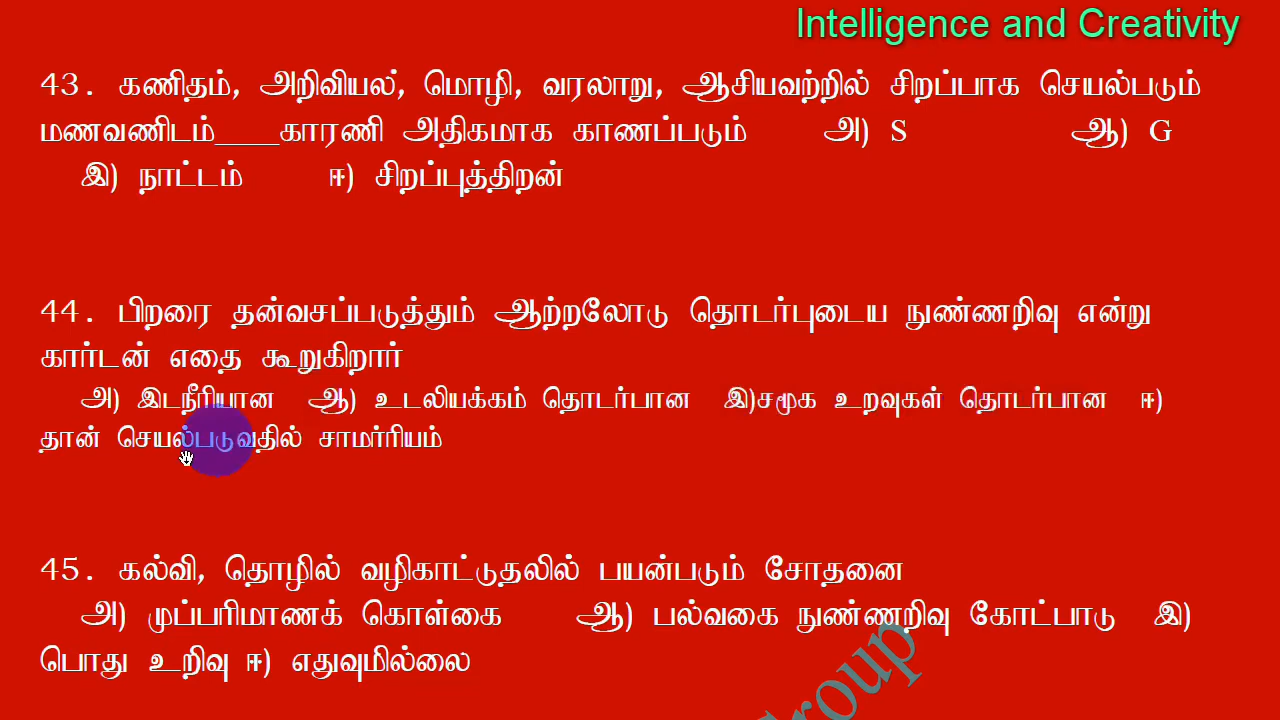 Intelligence and Creativity
43. கணிதம், அறிவியல், மொழி, வரலாறு, ஆசியவற்றில் சிறப்பாக செயல்படும்
மணவணிடம்____காரணி அதிகமாக காணப்படும் அ) S ஆ) G
இ) நாட்டம் ஈ) சிறப்புத்திறன்
44. பிறரை தன்வசப்படுத்தும் ஆற்றலோடு தொடர்புடைய நுண்ணறிவு என்று
கார்டன் எதை கூறுகிறார்
அ) இடநீரியான ஆ) உடலியக்கம் தொடர்பான இ)சமூக உறவுகள் தொடர்பான ஈ)
தான் செயல்படுவதில் சாமர்ரியம்
45. கல்வி, தொழில் வழிகாட்டுதலில் பயன்படும் சோதனை
அ) முப்பரிமாணக் கொள்கை ஆ) பல்வகை நுண்ணறிவு கோட்பாடு இ)
பொது உறிவு ஈ) எதுவுமில்லை
Group